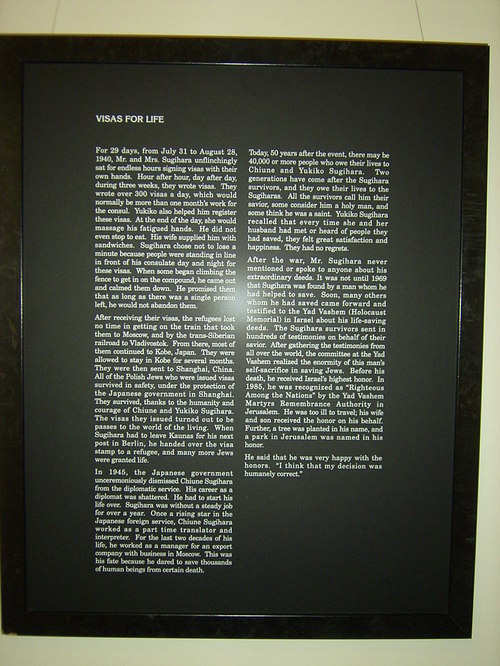 VISAS FOR LIFE
For 29 days, from July 31 to August 28,
1940, Mr. and Mrs. Sugihara unflinchingly
sat for endless hours signing visas with their
own hands. Hour after hour, day after day,
during three weeks, they wrote visas. They
wrote over 300 visas a day, which would
normally be more than one month's work for
the consul. Yukiko also helped him register
these visas. At the end of the day, she would
massage his fatigued hands. He did not
even stop to eat. His wife supplied him with
sandwiches. Sugihara chose not to lose a
minute because people were standing in line
in front of his consulate day and night for
these visas. When some began climbing the
fence to get in on the compound, he came out
and calmed them down. He promised them
that as long as there was a single person
left, he would not abandon them.
After receiving their visas, the refugees lost
no time in getting on the train that took
them to Moscow, and by the trans-Siberian
railroad to Vladivostok. From there, most of
them continued to Kobe, Japan. They were
allowed to stay in Kobe for several months.
They were then sent to Shanghai, China.
All of the Polish Jews who were issued visas
survived in safety, under the protection of
the Japanese government in Shanghai.
They survived, thanks to the humanity and
courage of Chiune and Yukiko Sugihara.
The visas they issued turned out to be
passes to the world of the living. When
Sugihara had to leave Kaunas for his next
post in Berlin, he handed over the visa
stamp to a refugee, and many more Jews
were granted life.
In 1945, the Japanese government
unceremoniously dismissed Chiune Sugihara
from the diplomatic service. His career as a
diplomat was shattered. He had to start his
life over. Sugihara was without a steady job
for over a year. Once a rising star in the
Japanese foreign service, Chiune Sugihara
worked as a part time translator and
interpreter. For the last two decades of his
life, he worked as a manager for an export
company with business in Moscow. This was
his fate because he dared to save thousands
of human beings from certain death.
Today, 50 years after the event, there may be
40,000 or more people who owe their lives to
Chiune and Yukiko Sugihara. Two
generations have come after the Sugihara
survivors, and they owe their lives to the
Sugiharas. All the survivors call him their
savior, some consider him a holy man, and
some think he was a saint. Yukiko Sugihara
recalled that every time she and her
husband had met or heard of people they
had saved, they felt great satisfaction and
happiness. They had no regrets.
After the war, Mr. Sugihara never
mentioned or spoke to anyone about his
extraordinary deeds. It was not until 1969
that Sugihara was found by a man whom he
had helped to save. Soon, many others
whom he had saved came forward and
testified to the Yad Vashem (Holocaust
Memorial) in Israel about his life-saving
deeds. The Sugihara survivors sent in
hundreds of testimonies on behalf of their
savior. After gathering the testimonies from
all over the world, the committee at the Yad
Vashem realized the enormity of this man's
self-sacrifice in saving Jews. Before his
death, he received Israel's highest honor. In
1985, he was recognized as "Righteous
Among the Nations" by the Yad Vashem
Martyrs Remembrance Authority in
Jerusalem. He was too ill to travel; his wife
and son received the honor on his behalf.
Further, a tree was planted in his name, and
a park in Jerusalem was named in his
honor.
He said that he was very happy with the
honors. "I think that my decision was
humanely correct."